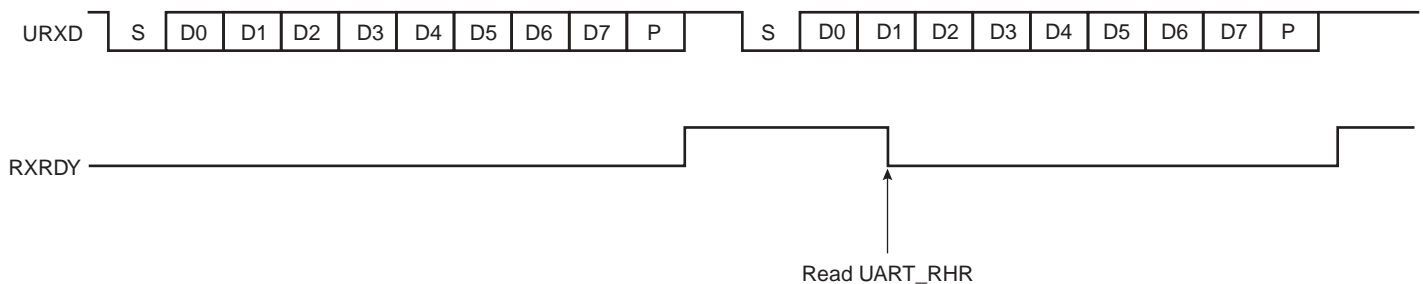 URXD S D0 D1 D2 D3 D4 D5 D6 D7 P S D0 D1 D2 D3 D4 D5 D6 D7 P
RXRDY
Read UART_RHR